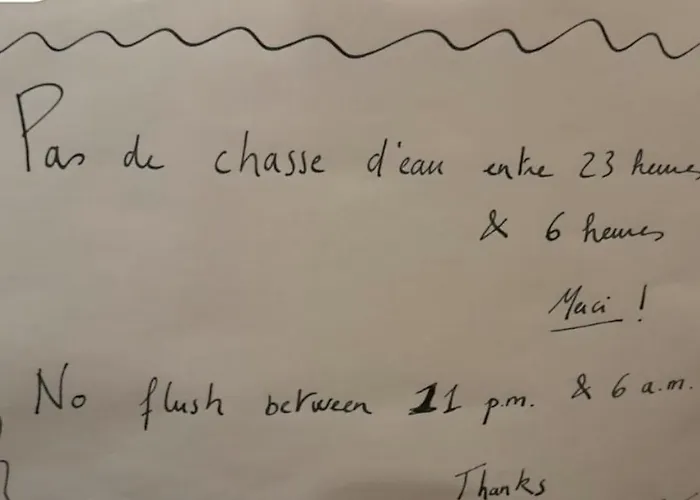 Pas de chasse d'eau entre 23 heures
& 6 heures
Merci !
No flush between 11 p.m. & 6 a.m.
Thanks